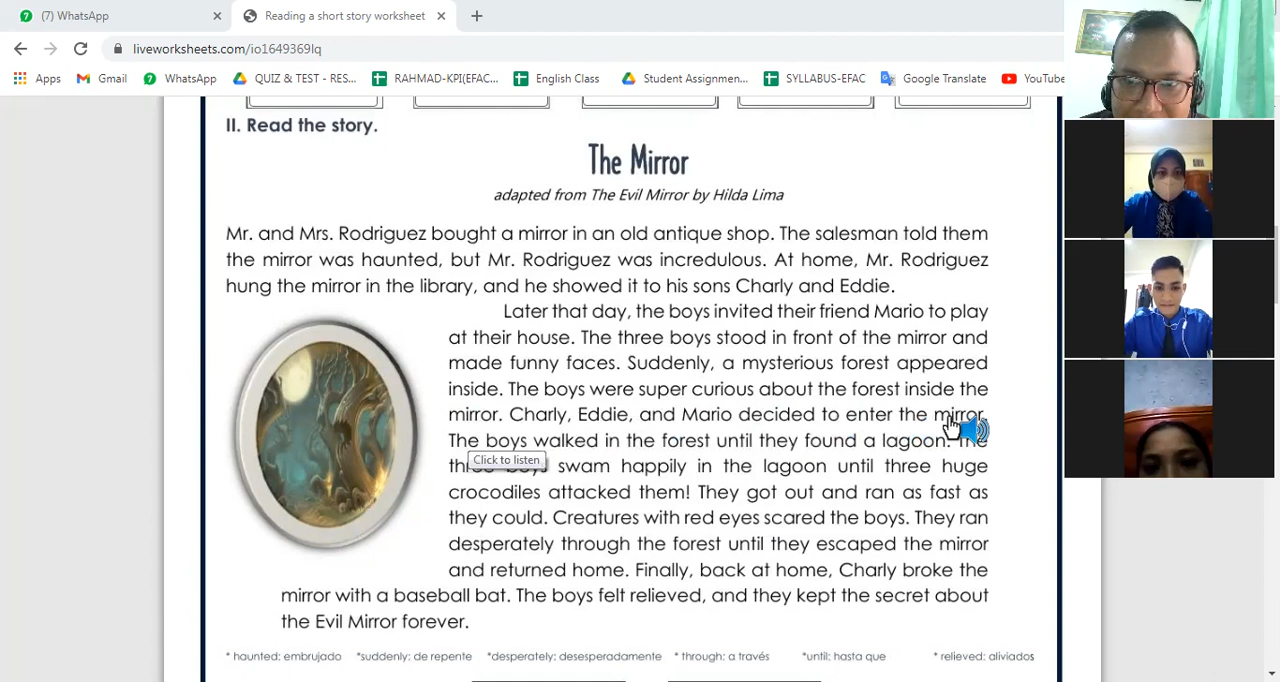 (7) WhatsApp
Reading a short story worksheet
liveworksheets.com/io1649369lq
Apps Gmail WhatsApp QUIZ & TEST - RES... RAHMAD-KPI(EFAC... English Class Student Assignmen... SYLLABUS-EFAC Google Translate YouTube
II. Read the story.
The Mirror
adapted from The Evil Mirror by Hilda Lima
Mr. and Mrs. Rodriguez bought a mirror in an old antique shop. The salesman told them
the mirror was haunted, but Mr. Rodriguez was incredulous. At home, Mr. Rodriguez
hung the mirror in the library, and he showed it to his sons Charly and Eddie.
Later that day, the boys invited their friend Mario to play
at their house. The three boys stood in front of the mirror and
made funny faces. Suddenly, a mysterious forest appeared
inside. The boys were super curious about the forest inside the
mirror. Charly, Eddie, and Mario decided to enter the mirror.
The boys walked in the forest until they found a lagoon. The
Click to listen
three boys swam happily in the lagoon until three huge
crocodiles attacked them! They got out and ran as fast as
they could. Creatures with red eyes scared the boys. They ran
desperately through the forest until they escaped the mirror
and returned home. Finally, back at home, Charly broke the
mirror with a baseball bat. The boys felt relieved, and they kept the secret about
the Evil Mirror forever.
* haunted: embrujado *suddenly: de repente *desperately: desesperadamente * through: a través *until: hasta que * relieved: aliviados